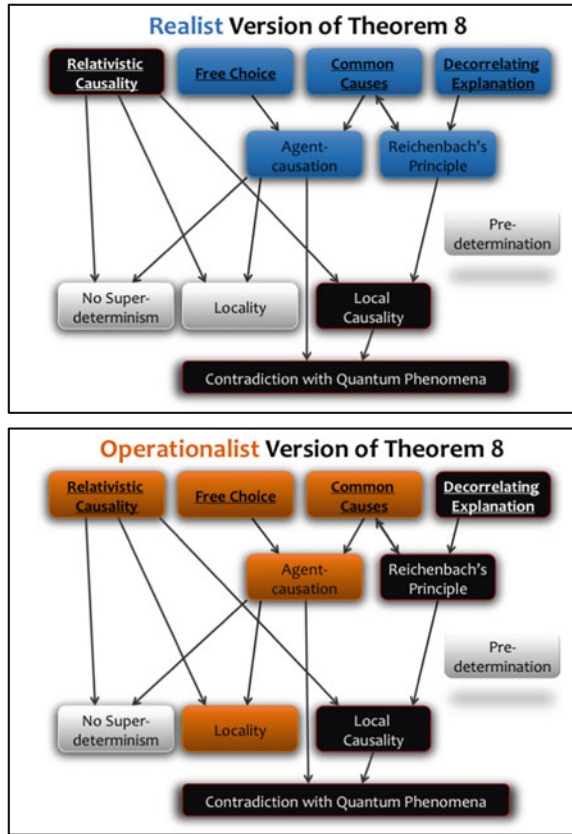 Realist Version of Theorem 8
Relativistic
Causality
Free Choice
Common
Causes
Decorrelating
Explanation
Agent-
causation
Reichenbach's
Principle
Pre-
determination
No Super-
determinism
Locality
Local
Causality
Contradiction with Quantum Phenomena
Operationalist Version of Theorem 8
Relativistic
Causality
Free Choice
Common
Causes
Decorrelating
Explanation
Agent-
causation
Reichenbach's
Principle
Pre-
determination
No Super-
determinism
Locality
Local
Causality
Contradiction with Quantum Phenomena